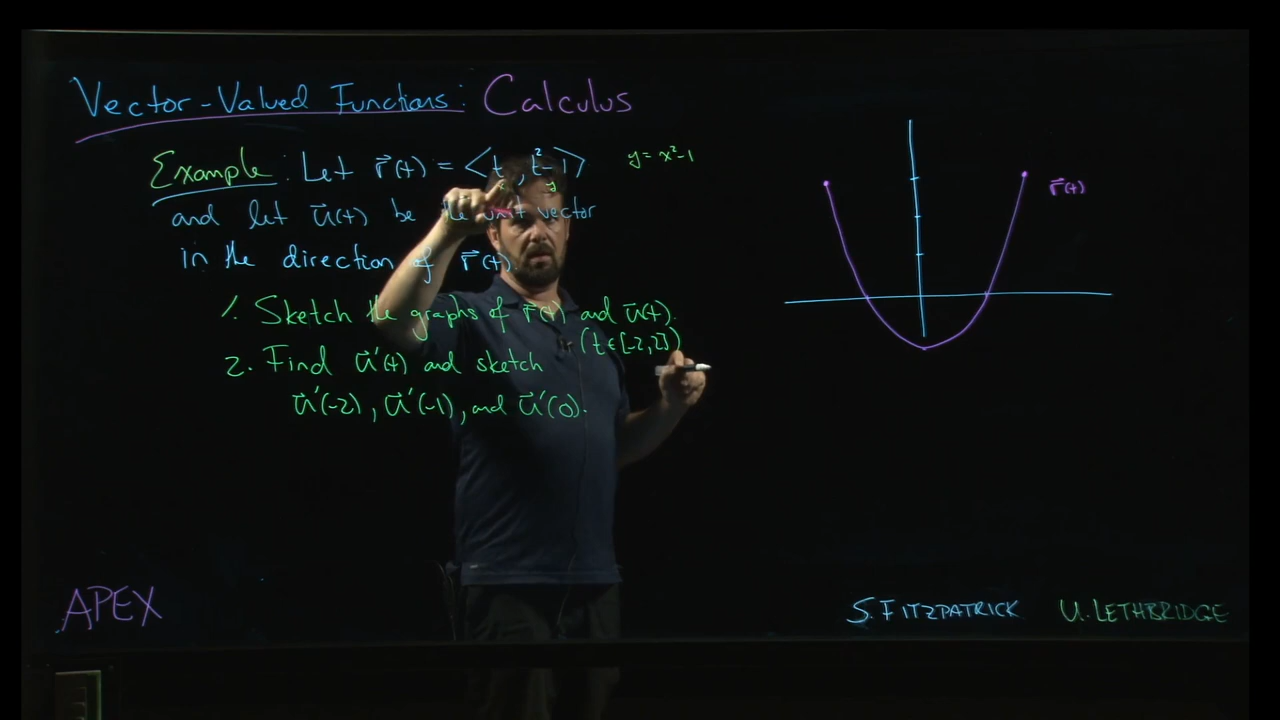 Vector-Valued Functions: Calculus
Example: Let r⃗(t) = <t, t²-1> y = x²-1
x y
and let u⃗(t) be the unit vector
in the direction of r⃗(t).
1. Sketch the graphs of r⃗(t) and u⃗(t).
(t ∈ [-2,2])
2. Find u⃗'(t) and sketch
u⃗'(-2), u⃗'(-1), and u⃗'(0).
r⃗(t)
APEX
S. FITZPATRICK U. LETHBRIDGE